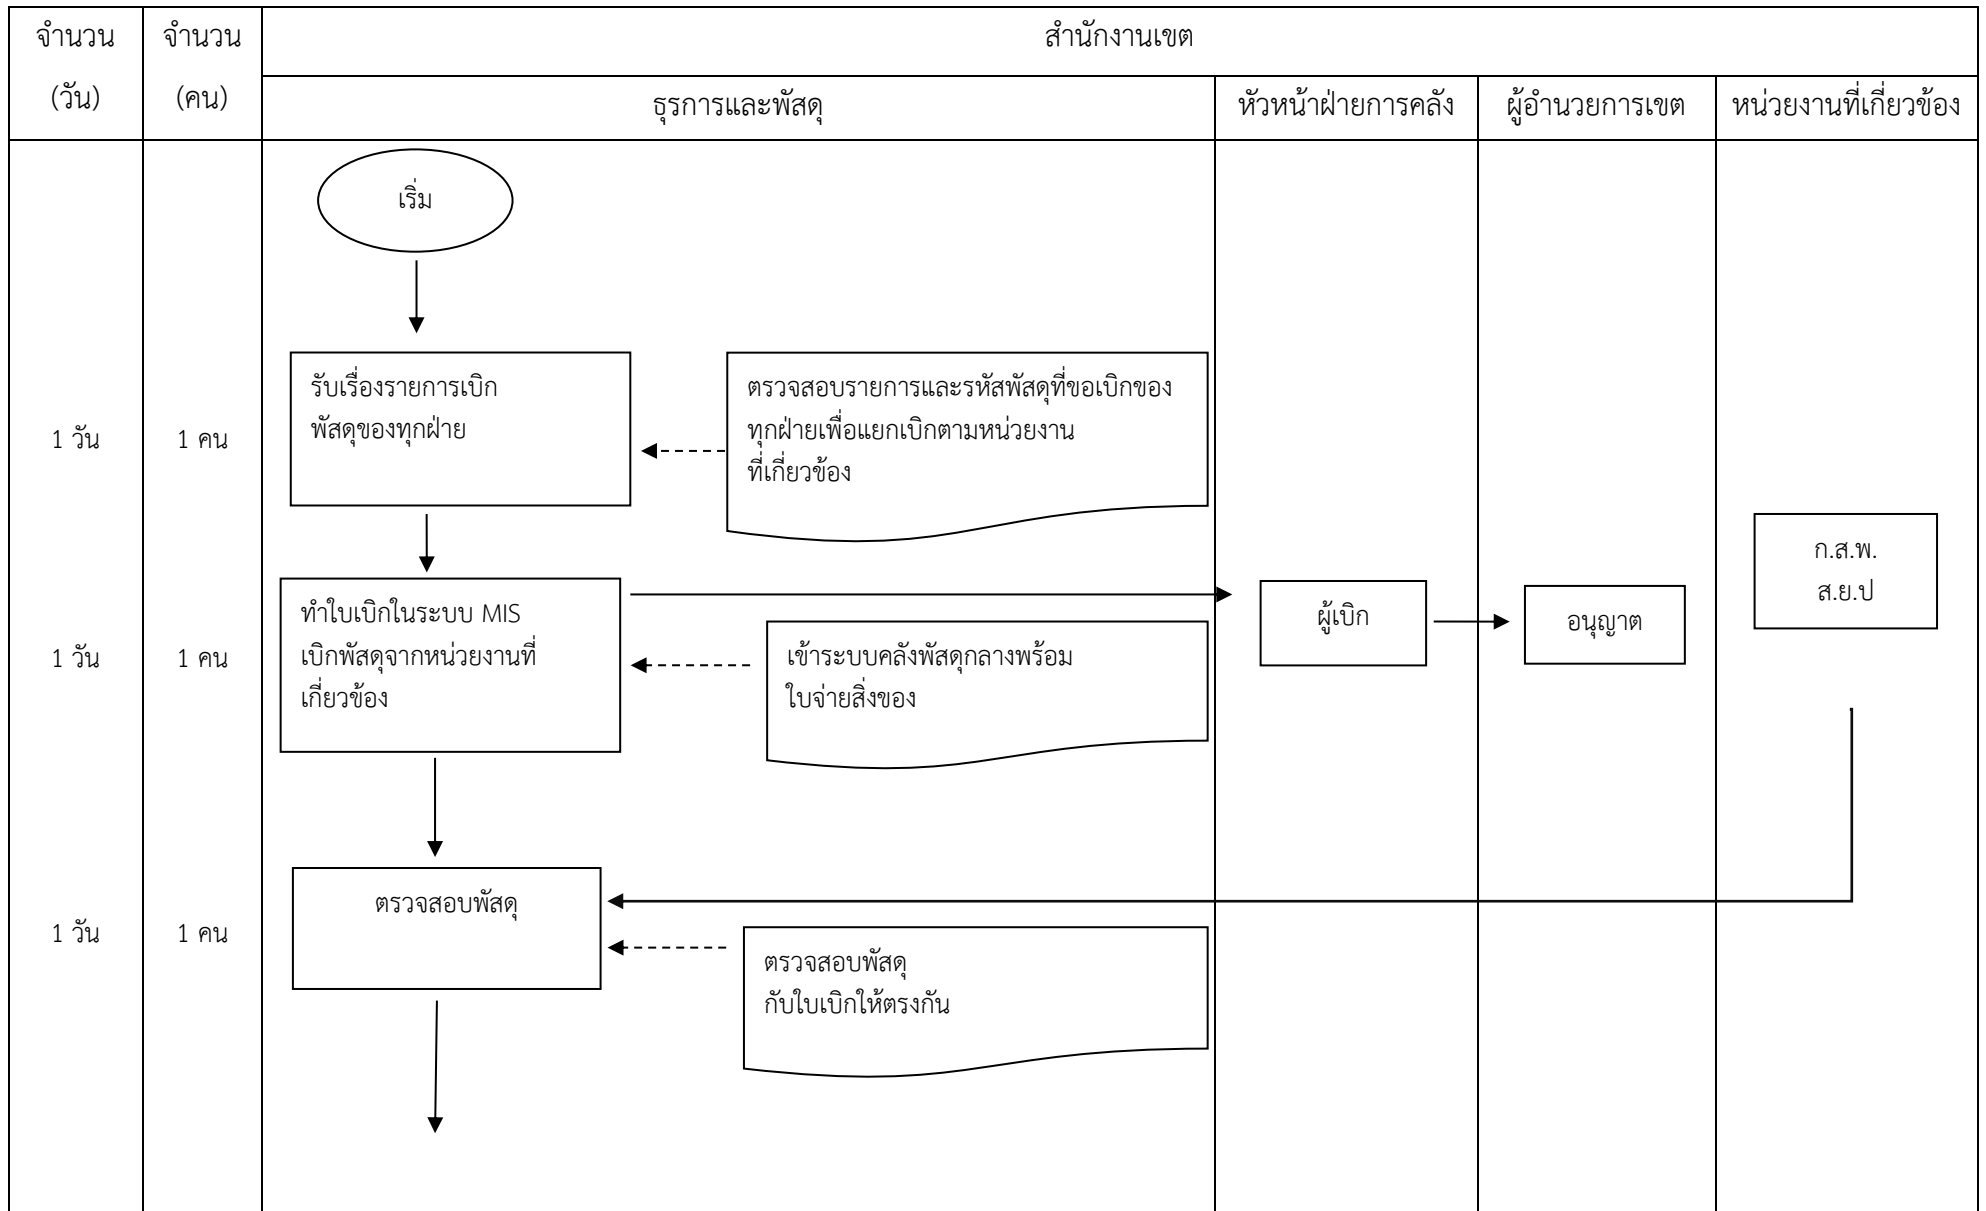 จำนวน
(วัน)
จำนวน
(คน)
สำนักงานเขต
ธุรการและพัสดุ
หัวหน้าฝ่ายการคลัง
ผู้อำนวยการเขต
หน่วยงานที่เกี่ยวข้อง
เริ่ม
1 วัน
1 คน
รับเรื่องรายการเบิก
พัสดุของทุกฝ่าย
ตรวจสอบรายการและรหัสพัสดุที่ขอเบิกของ
ทุกฝ่ายเพื่อแยกเบิกตามหน่วยงาน
ที่เกี่ยวข้อง
1 วัน
1 คน
ทำใบเบิกในระบบ MIS
เบิกพัสดุจากหน่วยงานที่
เกี่ยวข้อง
เข้าระบบคลังพัสดุกลางพร้อม
ใบจ่ายสิ่งของ
ผู้เบิก
อนุญาต
ก.ส.พ.
ส.ย.ป
1 วัน
1 คน
ตรวจสอบพัสดุ
ตรวจสอบพัสดุ
กับใบเบิกให้ตรงกัน